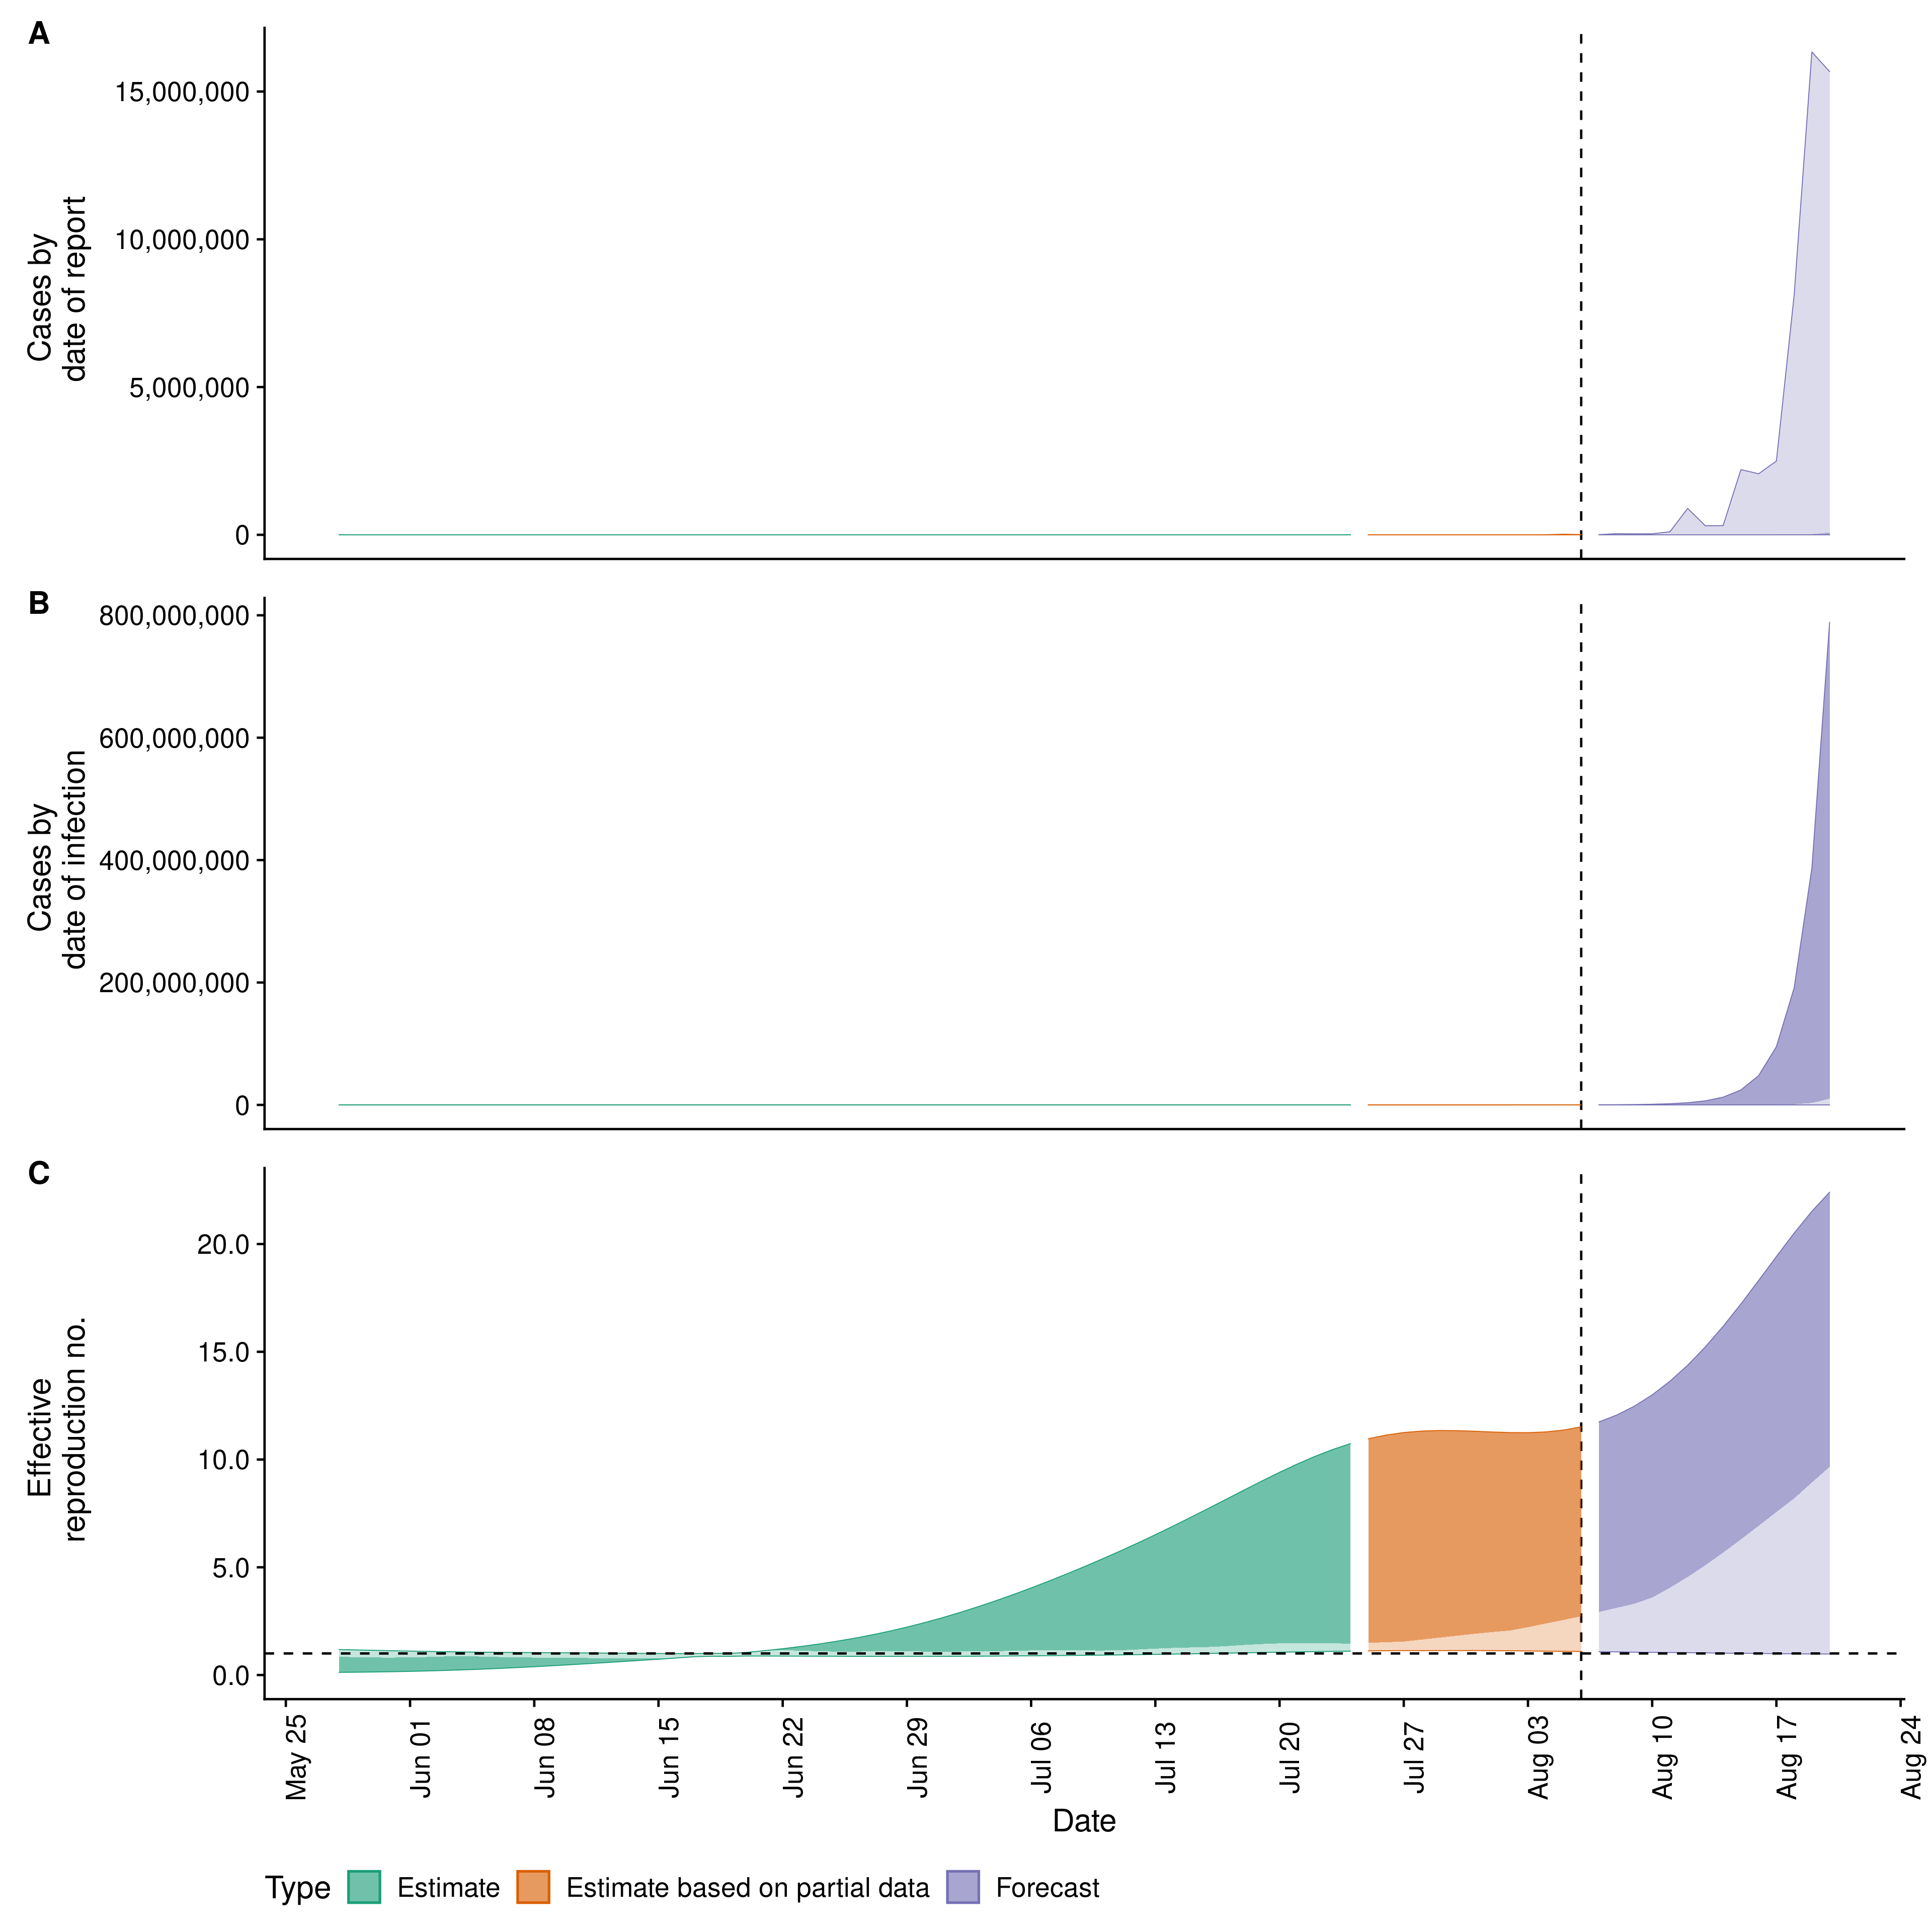 A
Cases by
date of report
15,000,000
10,000,000
5,000,000
0
B
Cases by
date of infection
800,000,000
600,000,000
400,000,000
200,000,000
0
C
Effective
reproduction no.
20.0
15.0
10.0
5.0
0.0
May 25
Jun 01
Jun 08
Jun 15
Jun 22
Jun 29
Jul 06
Jul 13
Jul 20
Jul 27
Aug 03
Aug 10
Aug 17
Aug 24
Date
Type Estimate Estimate based on partial data Forecast